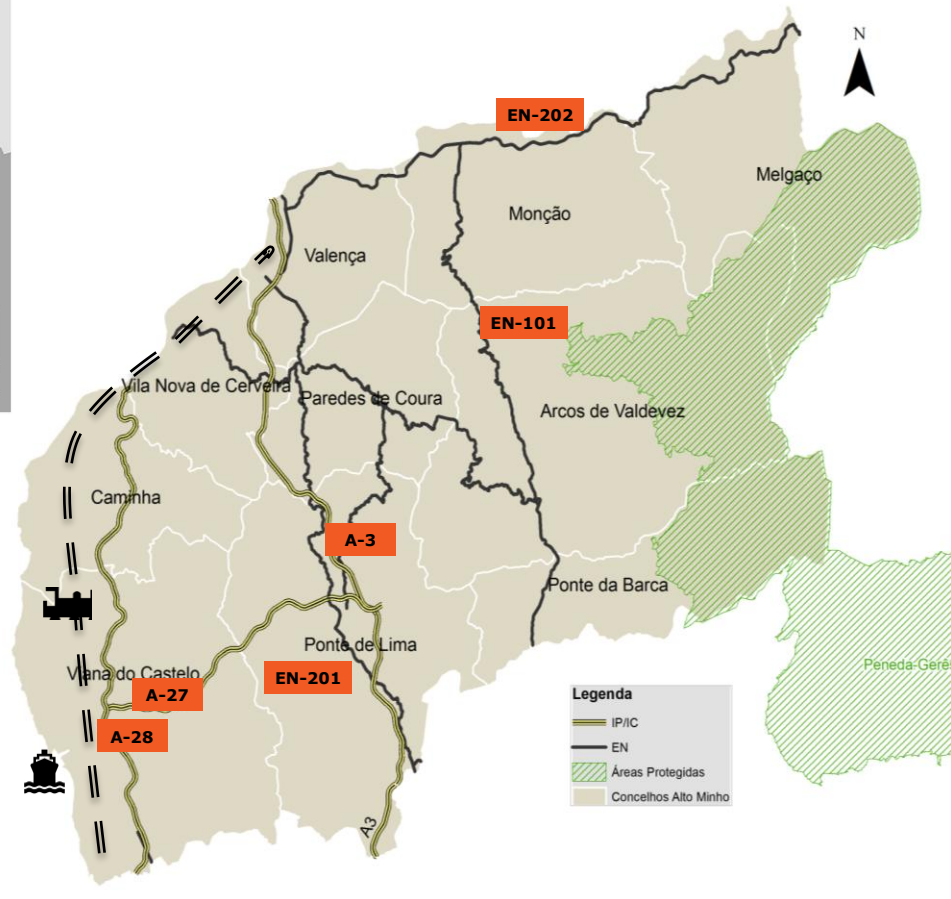 N
EN-202
Melgaço
Monção
Valença
EN-101
Vila Nova de Cerveira
Paredes de Coura
Arcos de Valdevez
Caminha
A-3
Ponte da Barca
Ponte de Lima
Peneda-Gerê
Viana do Castelo
EN-201
A-27
A-28
Legenda
IP/IC
EN
Áreas Protegidas
Concelhos Alto Minho
A3